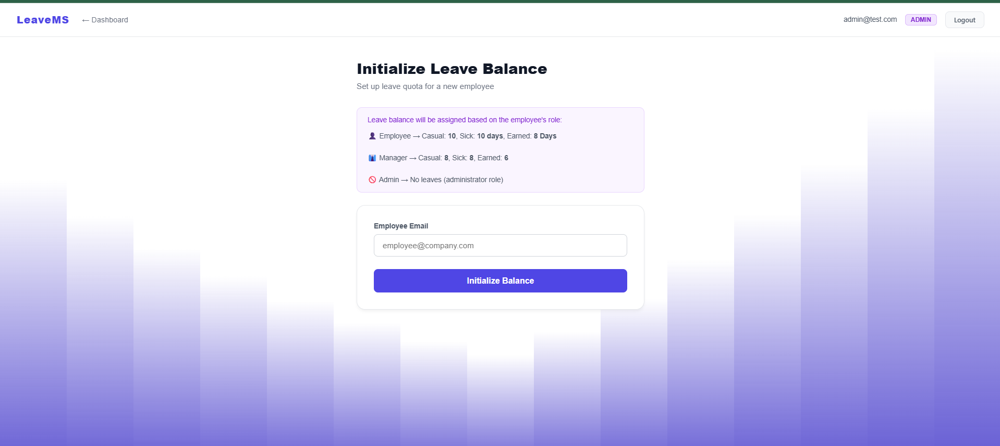 LeaveMS
← Dashboard
admin@test.com
ADMIN
Logout
Initialize Leave Balance
Set up leave quota for a new employee
Leave balance will be assigned based on the employee's role:
Employee → Casual: 10, Sick: 10 days, Earned: 8 Days
Manager → Casual: 8, Sick: 8, Earned: 6
Admin → No leaves (administrator role)
Employee Email
employee@company.com
Initialize Balance